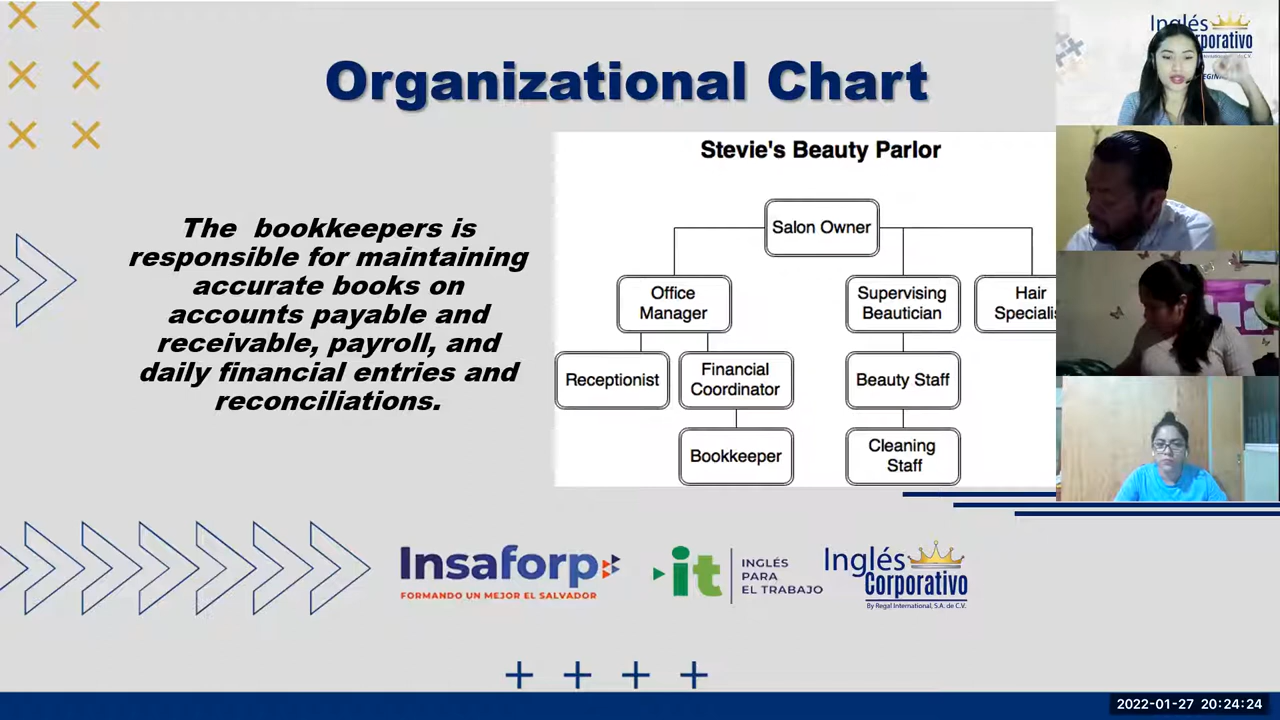 Organizational Chart
The bookkeepers is
responsible for maintaining
accurate books on
accounts payable and
receivable, payroll, and
daily financial entries and
reconciliations.
Stevie's Beauty Parlor
Salon Owner
Office
Manager
Supervising
Beautician
Hair
Receptionist
Financial
Coordinator
Beauty Staff
Bookkeeper
Cleaning
Staff
Insaforp
FORMANDO UN MEJOR EL SALVADOR
it
INGLÉS
PARA
EL TRABAJO
Inglés
Corporativo
By Regal International, S.A. de C.V.
Inglés
2022-01-27 20:24:24